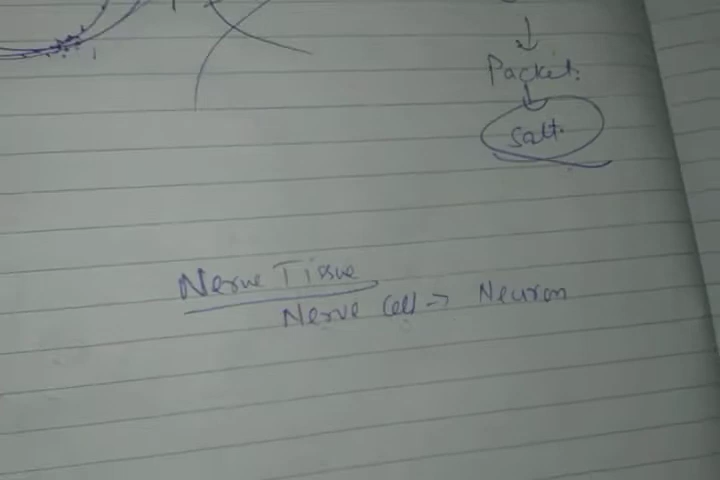 ↓
Packet.
↓
Salt.
Nerve Tissue
Nerve Cell → Neuron